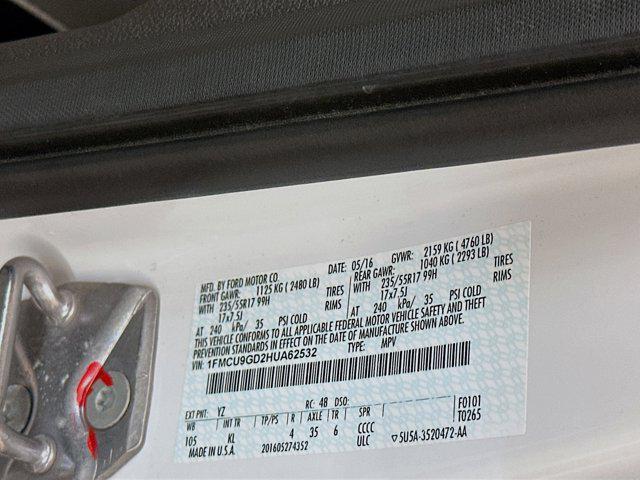 MFD. BY FORD MOTOR CO.
DATE: 05/16 GVWR: 2159 KG ( 4760 LB)
FRONT GAWR: 1125 KG ( 2480 LB) REAR GAWR: 1040 KG ( 2293 LB)
WITH 235/55R17 99H TIRES WITH 235/55R17 99H TIRES
17x7.5J RIMS 17x7.5J RIMS
AT 240 kPa/ 35 PSI COLD AT 240 kPa/ 35 PSI COLD
THIS VEHICLE CONFORMS TO ALL APPLICABLE FEDERAL MOTOR VEHICLE SAFETY AND THEFT
PREVENTION STANDARDS IN EFFECT ON THE DATE OF MANUFACTURE SHOWN ABOVE.
VIN: 1FMCU9GD2HUA62532 TYPE: MPV
EXT PNT: YZ RC: 48 DSO: F0101
WB INT TR TP/PS R AXLE TR SPR T0265
105 KL 4 35 6 CCCC
MADE IN U.S.A. 201605274352 ULC ▽5U5A-3520472-AA